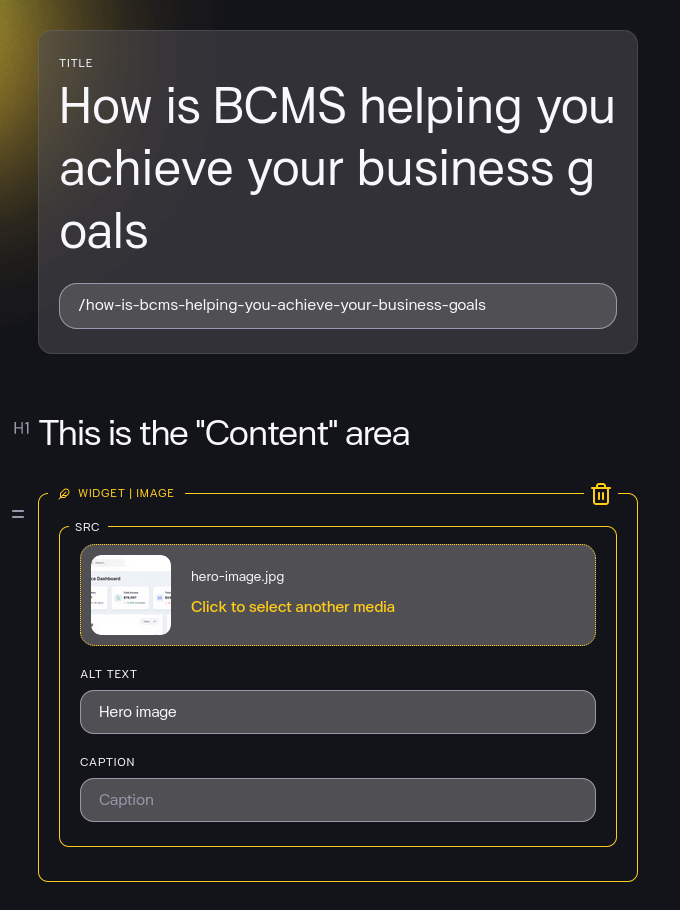 TITLE
How is BCMS helping you
achieve your business g
oals
/how-is-bcms-helping-you-achieve-your-business-goals
H1
This is the "Content" area
WIDGET | IMAGE
SRC
hero-image.jpg
Click to select another media
ALT TEXT
Hero image
CAPTION
Caption